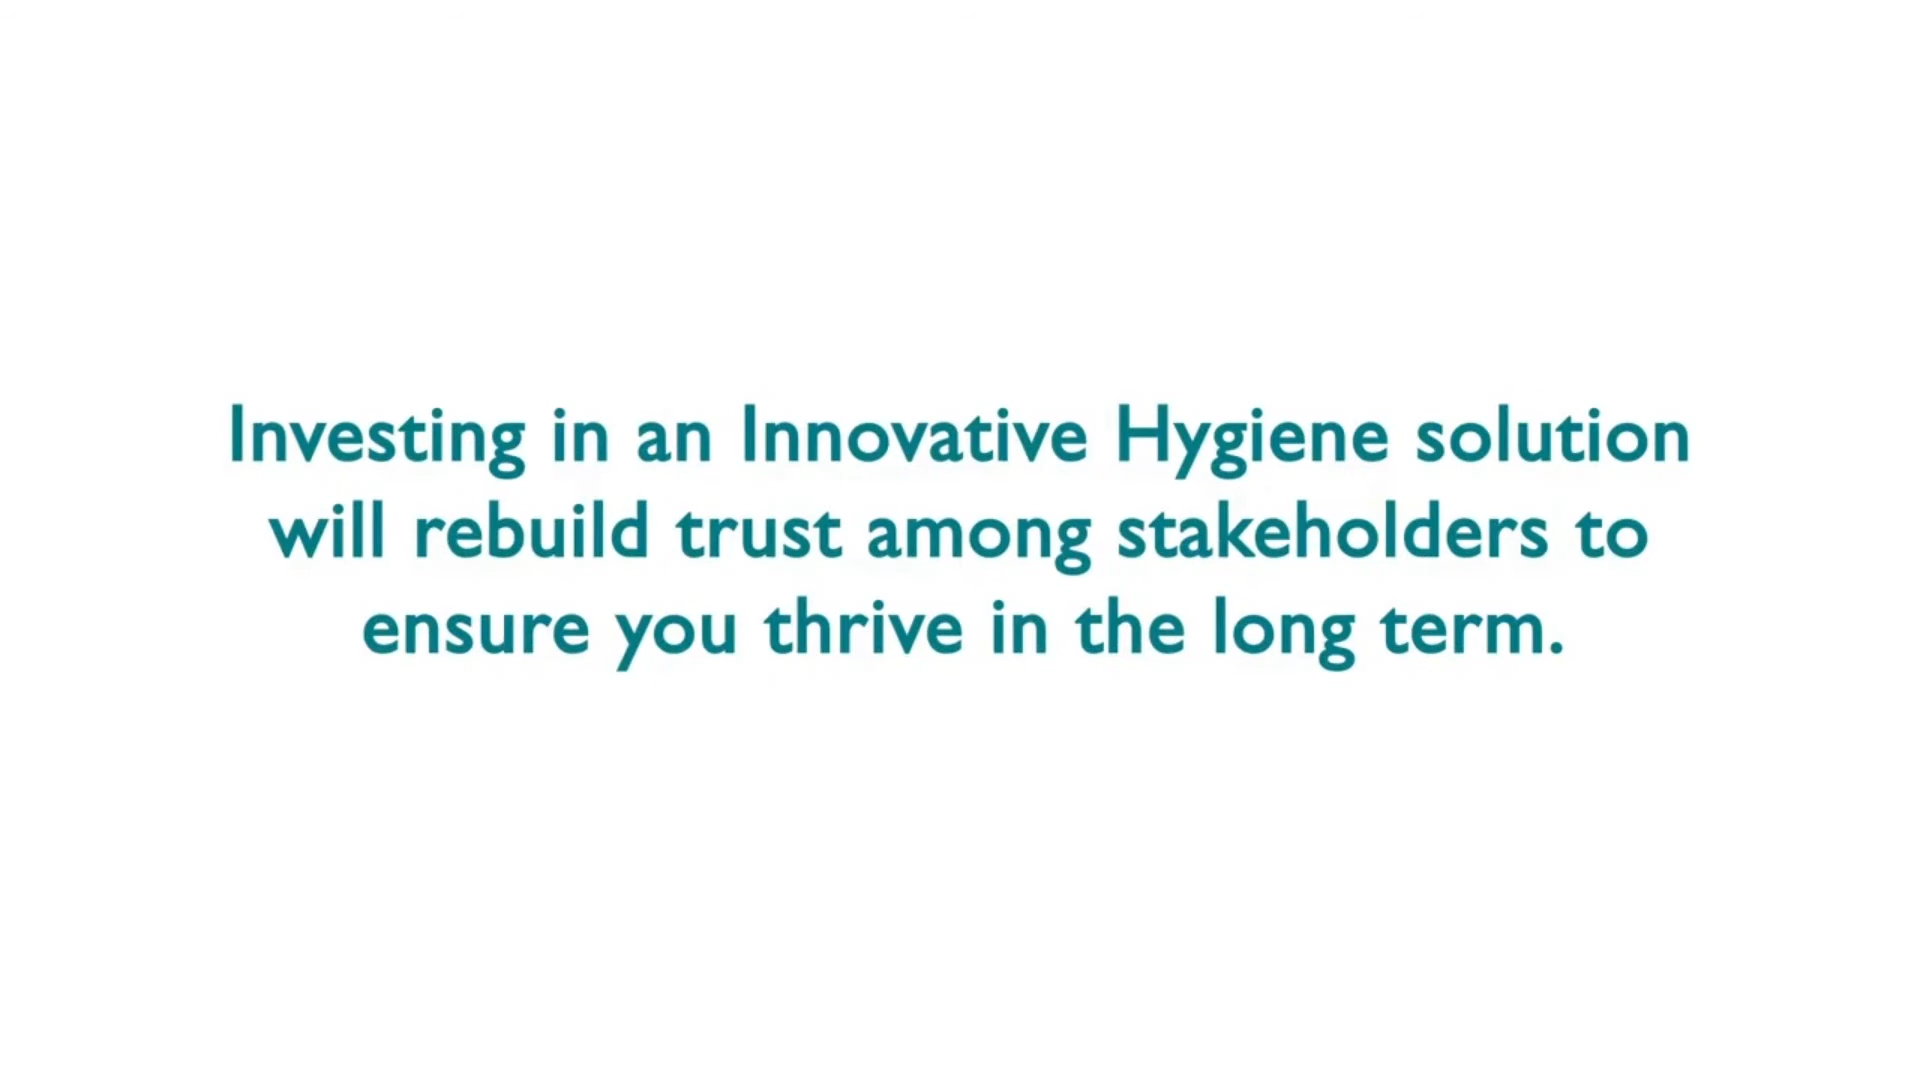 Investing in an Innovative Hygiene solution
will rebuild trust among stakeholders to
ensure you thrive in the long term.